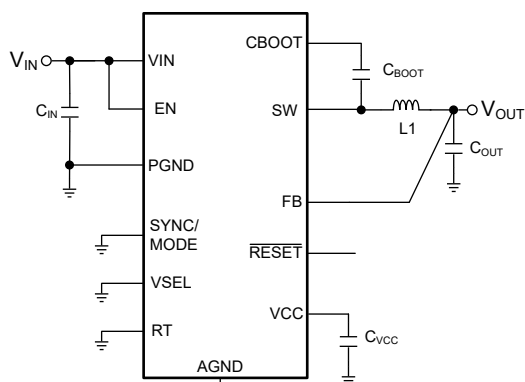 CBOOT
V_IN
VIN
C_BOOT
C_IN
EN
SW
V_OUT
L1
C_OUT
PGND
FB
SYNC/
MODE
RESET
VSEL
VCC
RT
C_VCC
AGND